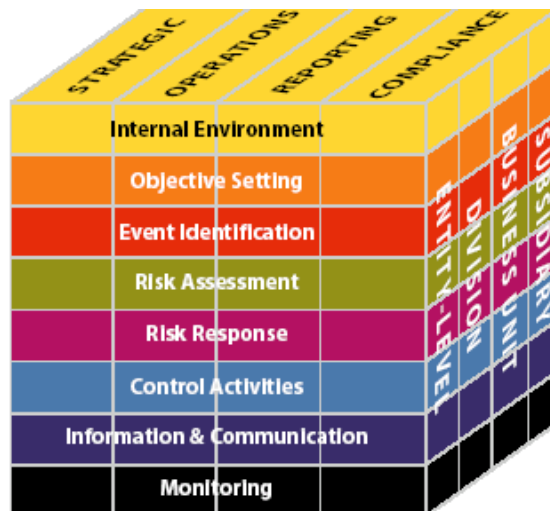 STRATEGIC
OPERATIONS
REPORTING
COMPLIANCE
Internal Environment
Objective Setting
Event Identification
Risk Assessment
Risk Response
Control Activities
Information & Communication
Monitoring
ENTITY-LEVEL
DIVISION
BUSINESS UNIT
SUBSIDIARY